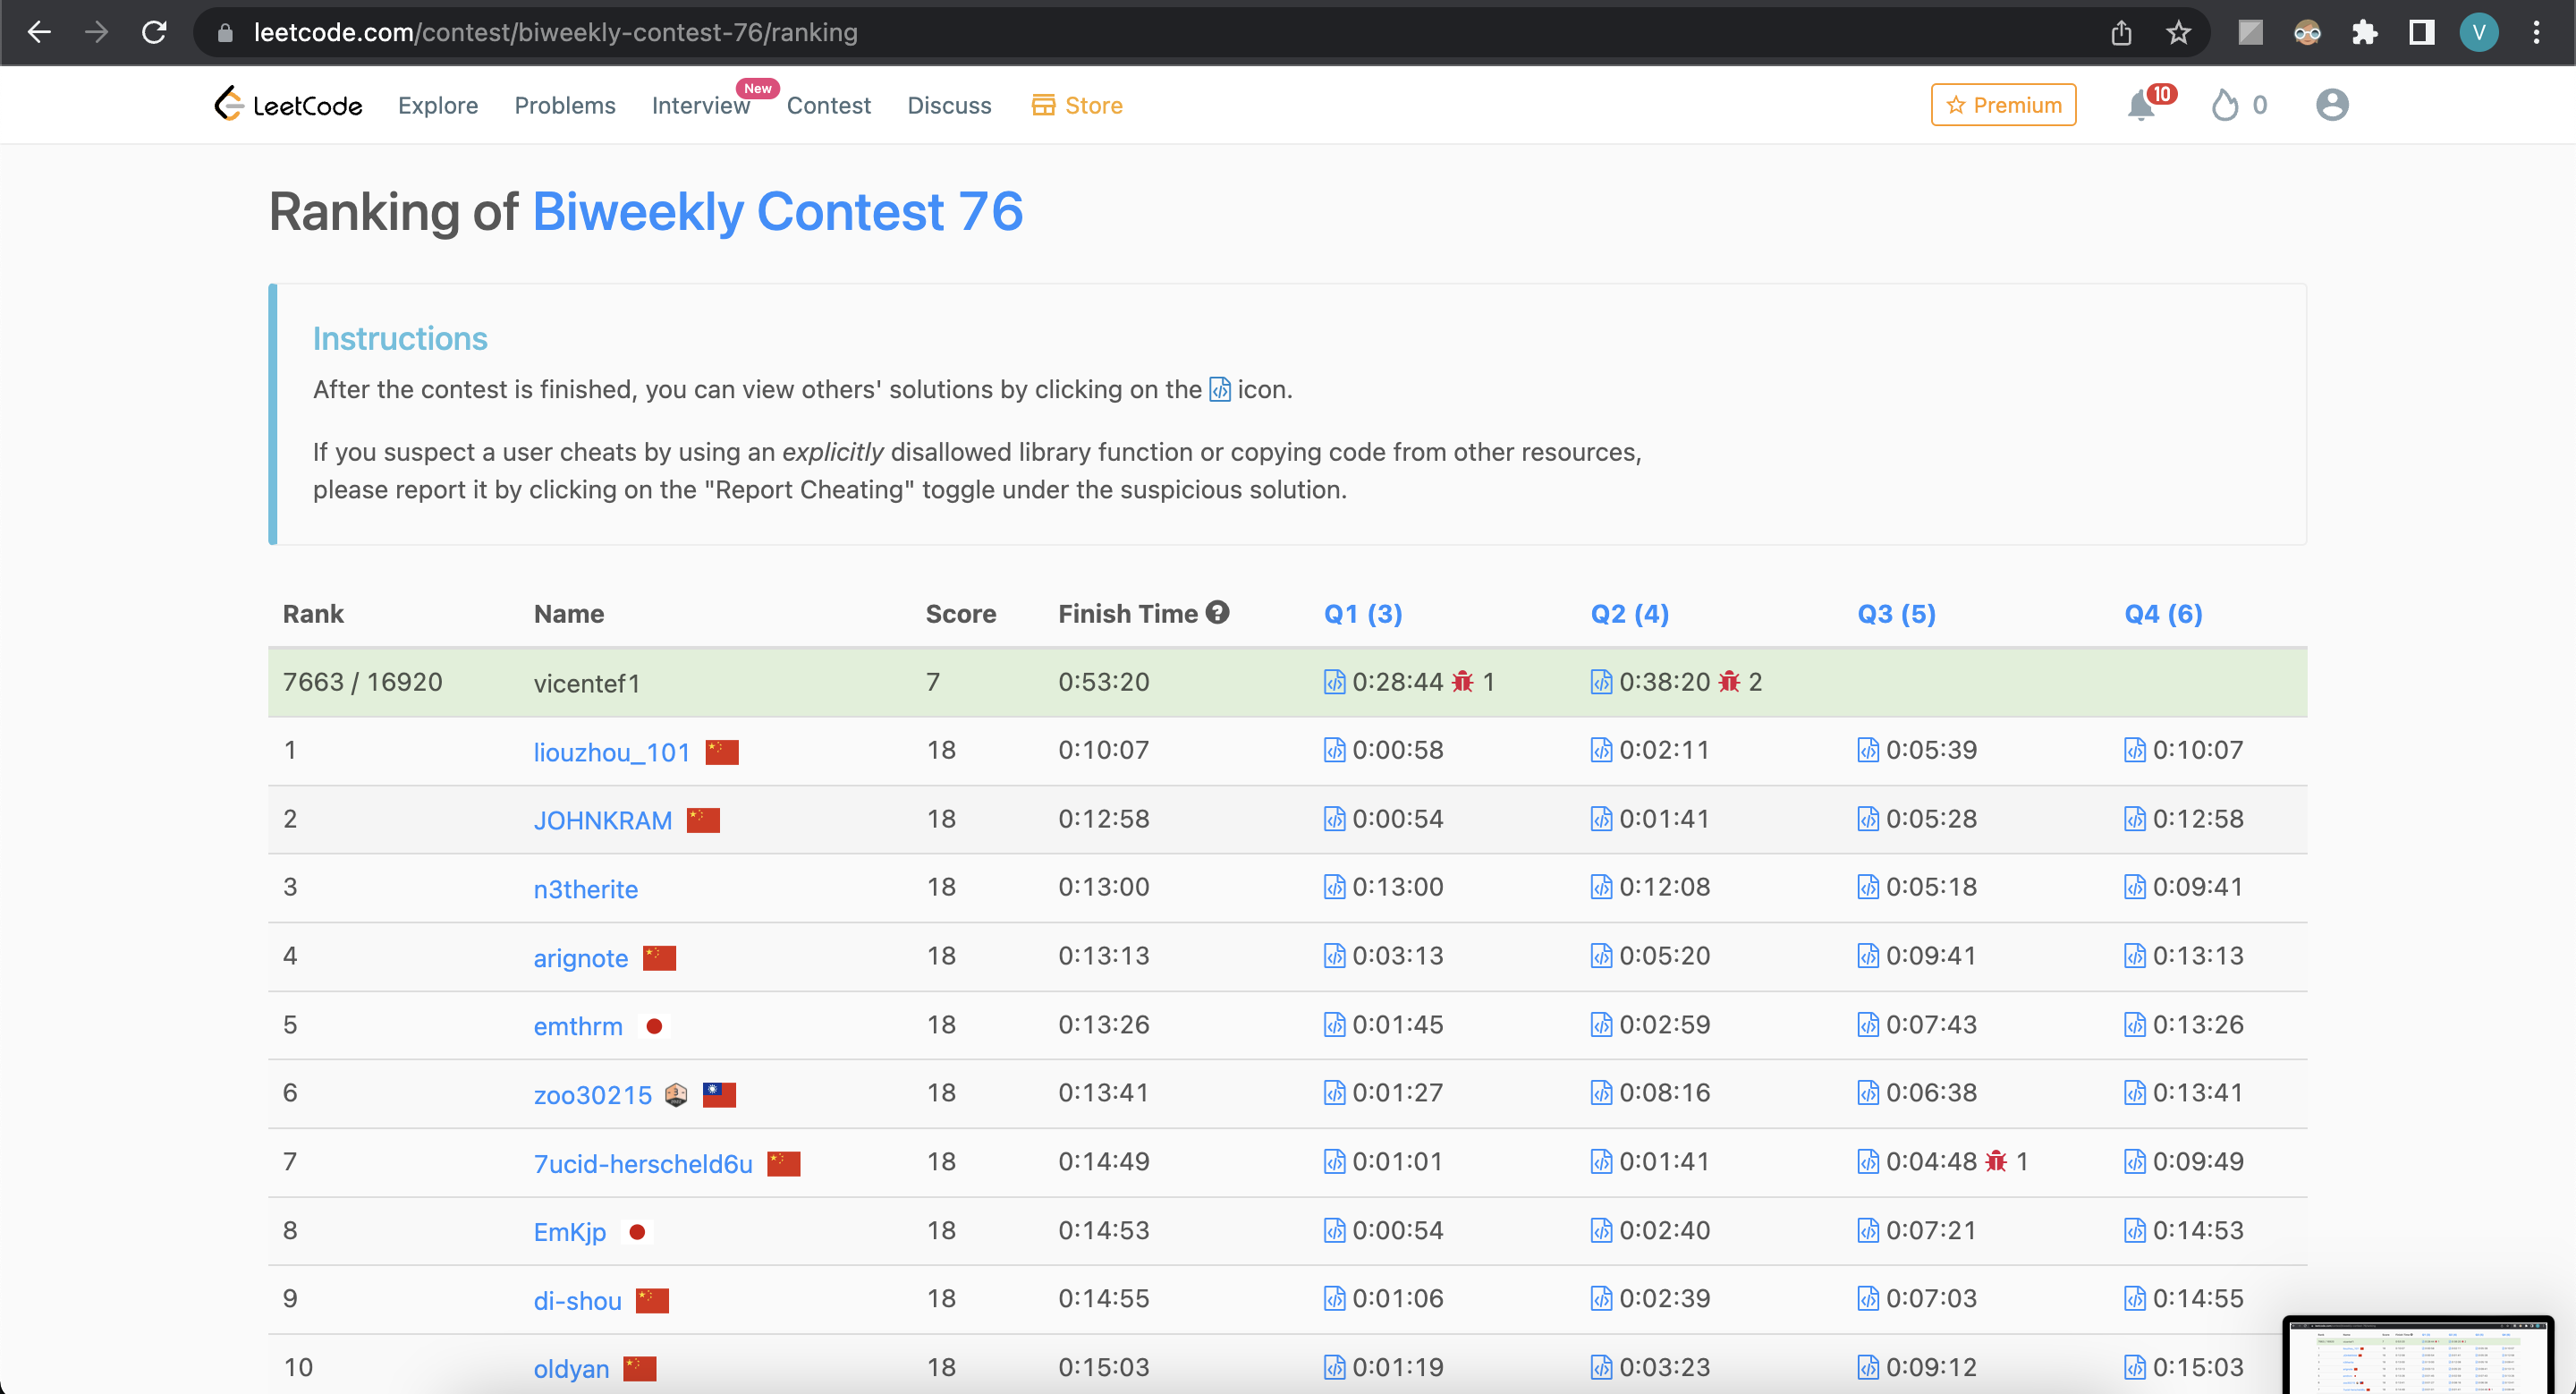 leetcode.com/contest/biweekly-contest-76/ranking
V
LeetCode Explore Problems Interview New Contest Discuss Store Premium 10 0
Ranking of Biweekly Contest 76
Instructions
After the contest is finished, you can view others' solutions by clicking on the </> icon.
If you suspect a user cheats by using an explicitly disallowed library function or copying code from other resources,
please report it by clicking on the "Report Cheating" toggle under the suspicious solution.
Rank Name Score Finish Time ? Q1 (3) Q2 (4) Q3 (5) Q4 (6)
7663 / 16920 vicentef1 7 0:53:20 0:28:44 1 0:38:20 2
1 liouzhou_101 18 0:10:07 0:00:58 0:02:11 0:05:39 0:10:07
2 JOHNKRAM 18 0:12:58 0:00:54 0:01:41 0:05:28 0:12:58
3 n3therite 18 0:13:00 0:13:00 0:12:08 0:05:18 0:09:41
4 arignote 18 0:13:13 0:03:13 0:05:20 0:09:41 0:13:13
5 emthrm 18 0:13:26 0:01:45 0:02:59 0:07:43 0:13:26
6 zoo30215 18 0:13:41 0:01:27 0:08:16 0:06:38 0:13:41
7 7ucid-herscheld6u 18 0:14:49 0:01:01 0:01:41 0:04:48 1 0:09:49
8 EmKjp 18 0:14:53 0:00:54 0:02:40 0:07:21 0:14:53
9 di-shou 18 0:14:55 0:01:06 0:02:39 0:07:03 0:14:55
10 oldyan 18 0:15:03 0:01:19 0:03:23 0:09:12 0:15:03